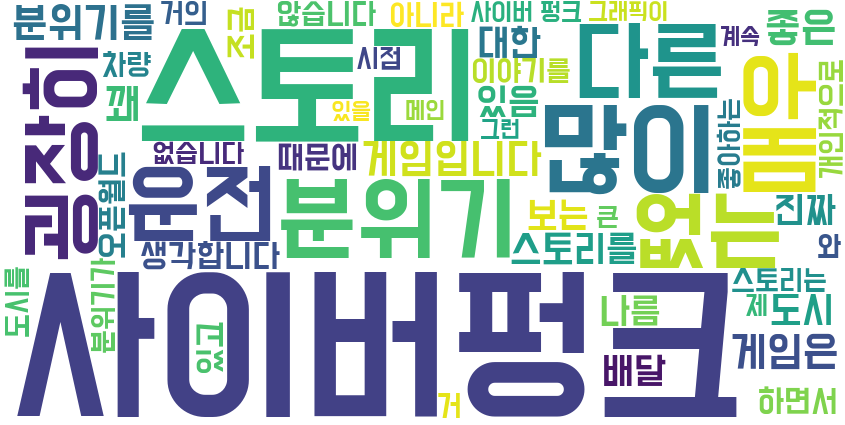 분위기를
거의
조금
않습니다
아니라
사이버 펑크
그래픽이
대한
시점
다른
계속
좋은
차량
꽤
스토리
이야기를
있음
있을
메인
그런
아
봄
많이
좋아하는
개인적으로
굉장히
오픈월드
없습니다
때문에
게임입니다
운전
분위기
보는
큰
없는
진짜
와
생각합니다
스토리를
도시를
분위기가
스토리는
사이버펑크
있고
나름
제
도시
게임은
배달
거
하면서